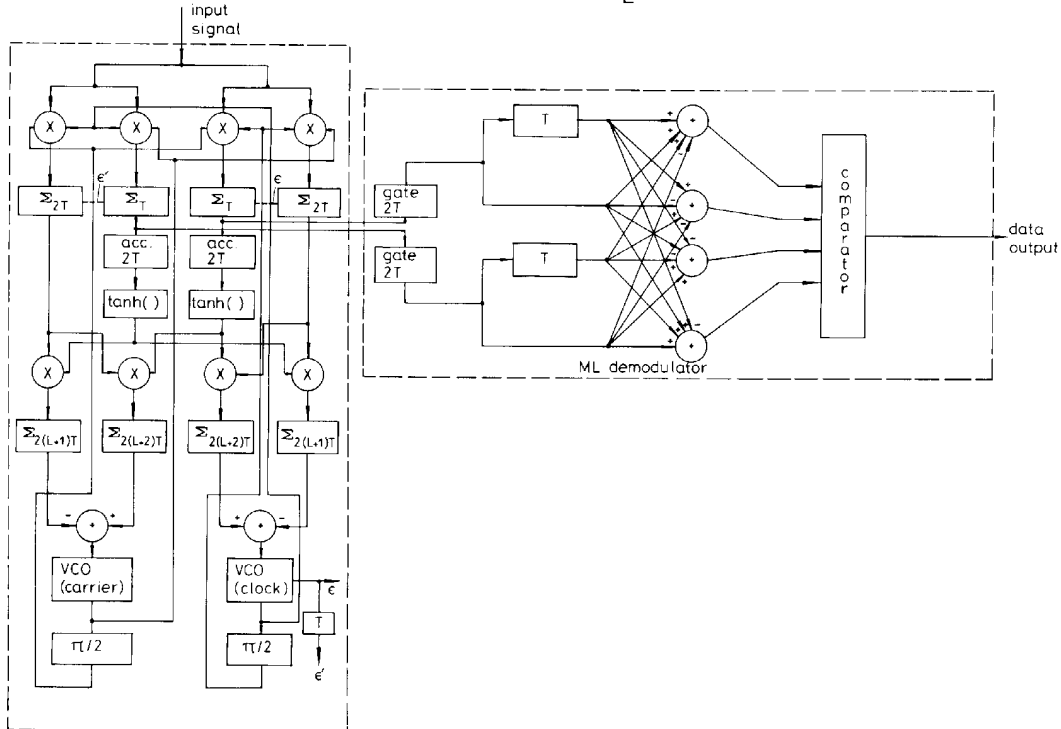 L
input
signal
X X X X
Σ2T ϵ' ΣT ΣT ϵ Σ2T
acc.
2T
acc.
2T
tanh( ) tanh( )
X X X X
Σ2(L+1)T Σ2(L+2)T Σ2(L+2)T Σ2(L+1)T
- + +
+ + -
VCO
(carrier)
VCO
(clock)
ϵ
T
π/2 π/2
ϵ'
gate
2T
gate
2T
T
T
+ + + - +
+ - - +
- + + +
+ + - + +
comparator
data
output
ML demodulator